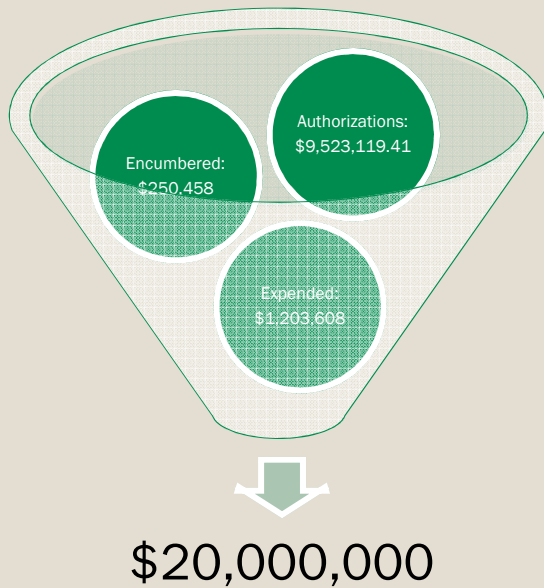 Authorizations:
$9,523,119.41
Encumbered:
$250,458
Expended:
$1,203,608
$20,000,000